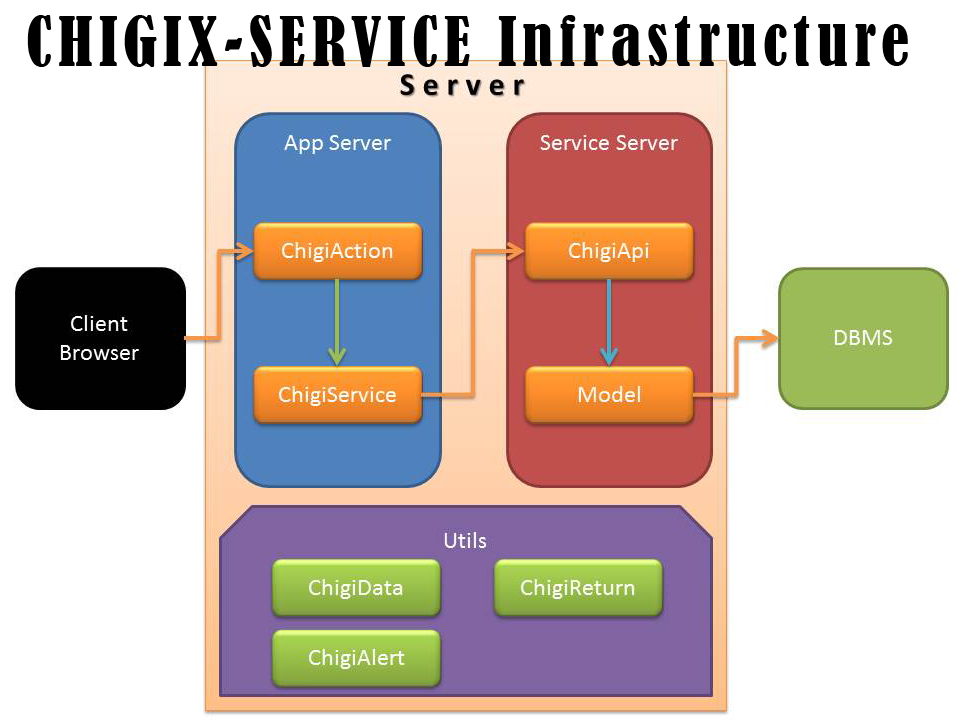 CHIGIX-SERVICE Infrastructure
Server
App Server
Service Server
ChigiAction
ChigiApi
Client
Browser
DBMS
ChigiService
Model
Utils
ChigiData
ChigiReturn
ChigiAlert